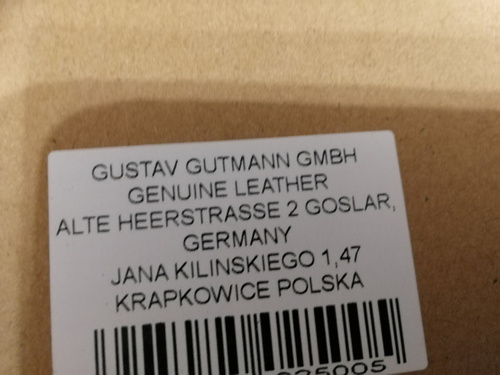 GUSTAV GUTMANN GMBH
GENUINE LEATHER
ALTE HEERSTRASSE 2 GOSLAR,
GERMANY
JANA KILINSKIEGO 1,47
KRAPKOWICE POLSKA